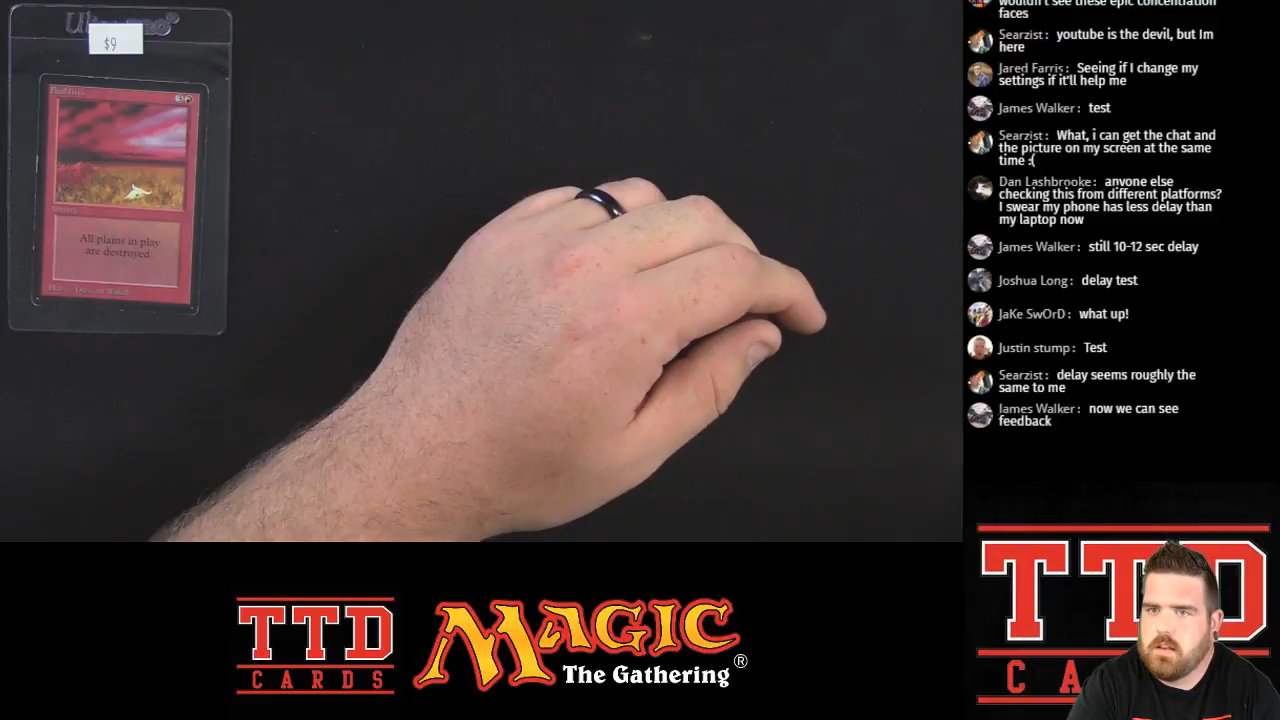 $9
All plains in play
are destroyed.
wouldn't see these epic concentration
faces
Searzist: youtube is the devil, but Im
here
Jared Farris: Seeing if I change my
settings if it'll help me
James Walker: test
Searzist: What, i can get the chat and
the picture on my screen at the same
time :(
Dan Lashbrooke: anyone else
checking this from different platforms?
I swear my phone has less delay than
my laptop now
James Walker: still 10-12 sec delay
Joshua Long: delay test
JaKe SwOrD: what up!
Justin stump: Test
Searzist: delay seems roughly the
same to me
James Walker: now we can see
feedback
TTD
CARDS
MAGIC
The Gathering®
TTD
CA